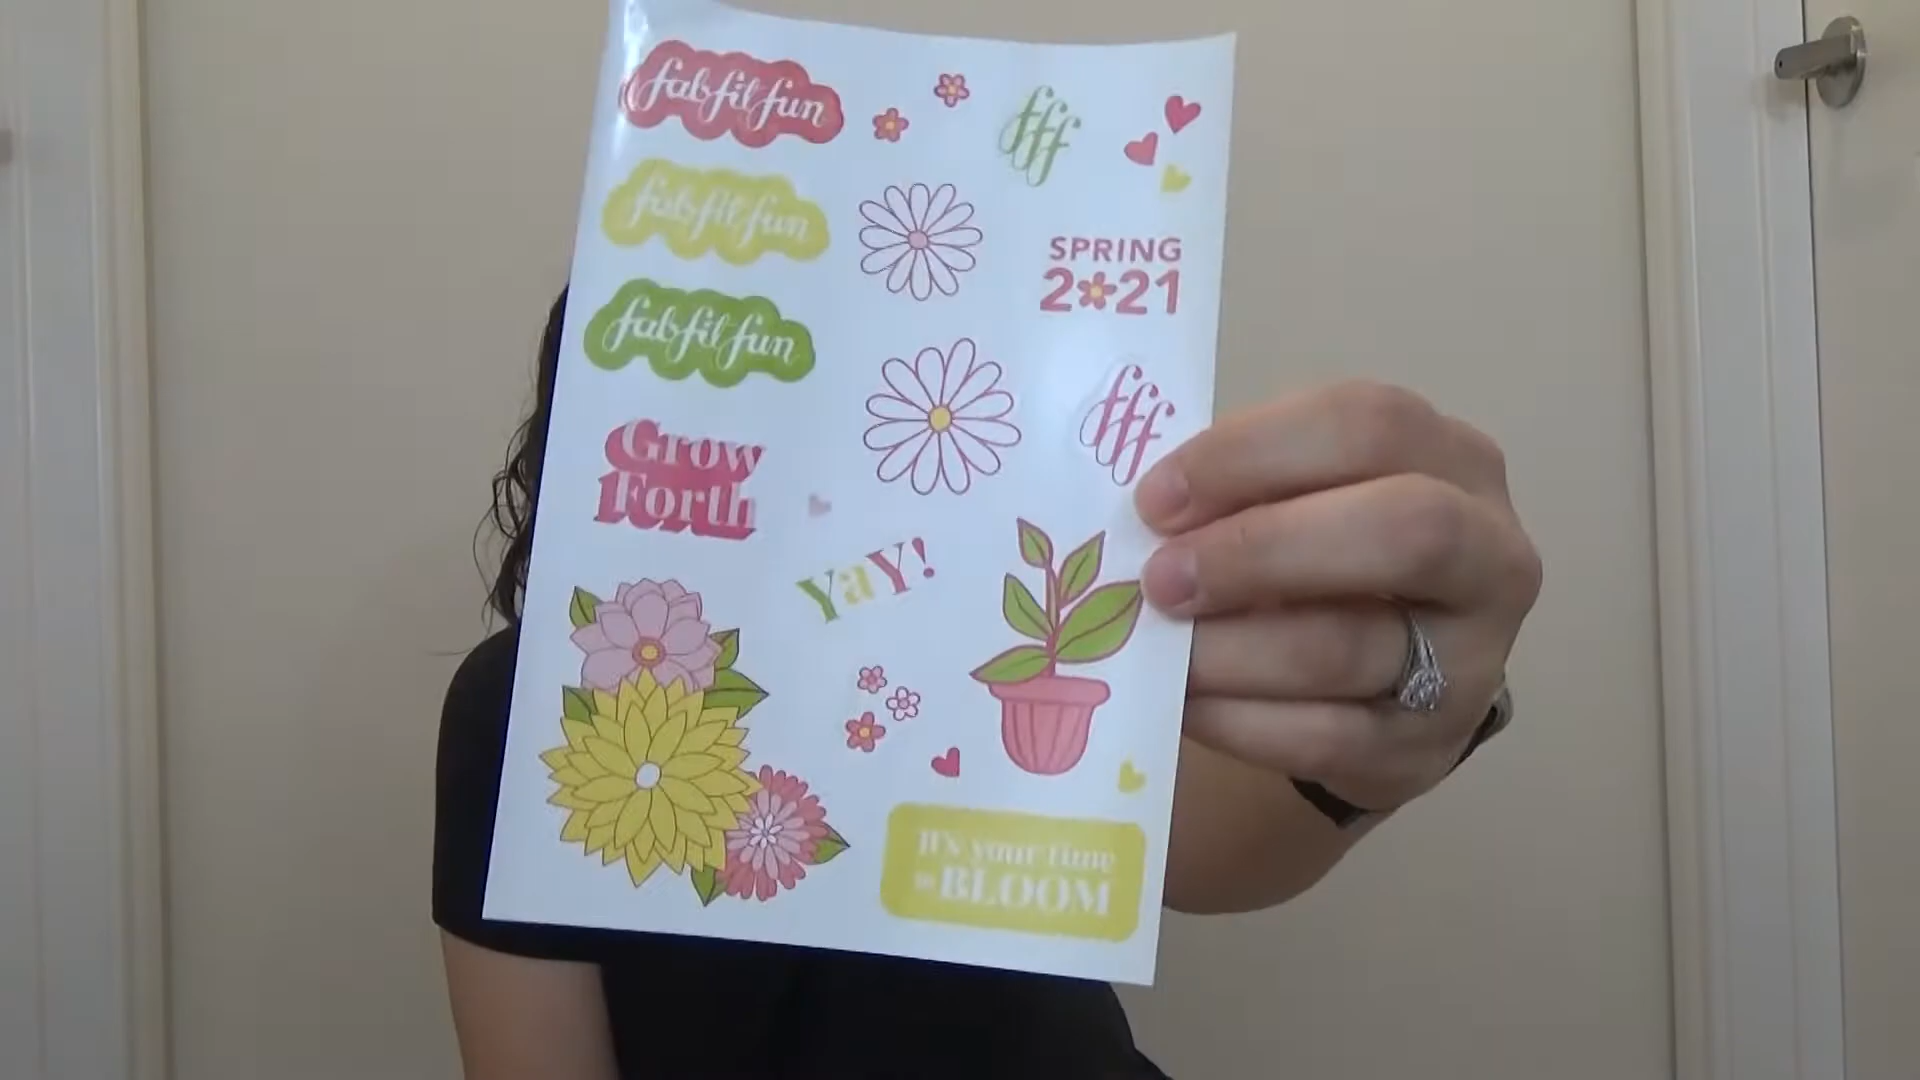 fabfitfun
fff
fabfitfun
SPRING
2021
fabfitfun
fff
Grow
Forth
YaY!
It's your time
to BLOOM